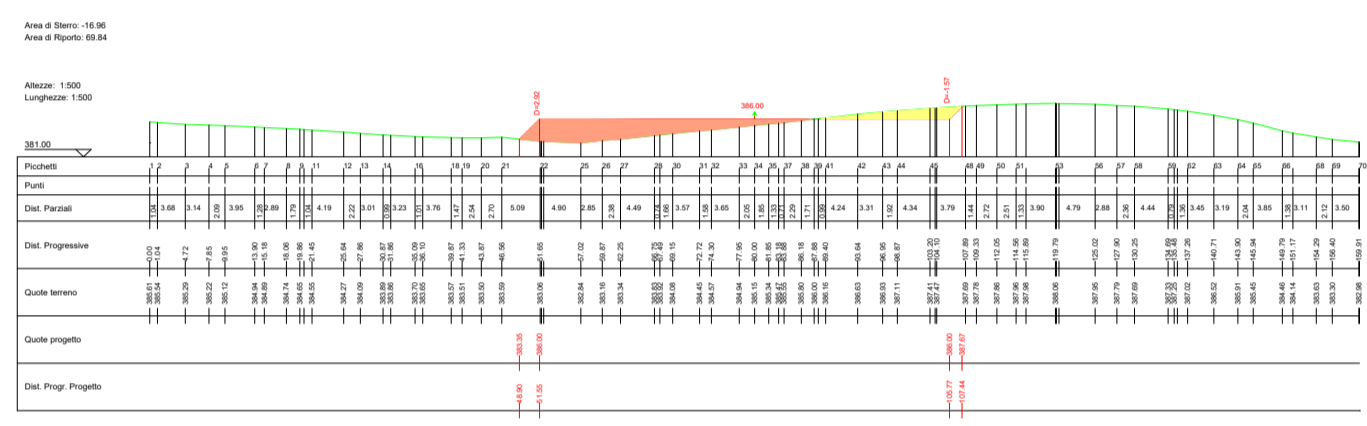 Area di Sterro: -16.96
Area di Riporto: 69.84
Altezze: 1:500
Lunghezze: 1:500
D=2.92
386.00
D=-1.57
381.00
Picchetti 1 2 3 4 5 6 7 8 9 11 12 13 14 16 18 19 20 21 22 25 26 27 28 30 31 32 33 34 35 37 38 39 41 42 43 44 45 48 49 50 51 53 56 57 58 59 62 63 64 65 66 68 69 70
Punti
Dist. Parziali 1.04 3.68 3.14 2.09 3.95 1.28 2.89 1.79 1.04 4.19 2.22 3.01 0.99 3.23 1.01 3.76 1.47 2.54 2.70 5.09 4.90 2.85 2.38 4.49 0.74 1.66 3.57 1.58 3.65 2.05 1.85 1.33 0.71 2.29 1.71 0.99 4.24 3.31 1.92 4.34 3.79 1.44 2.72 2.51 1.33 3.90 4.79 2.88 2.36 4.44 0.79 1.36 3.45 3.19 2.04 3.85 1.38 3.11 2.12 3.50
Dist. Progressive 0.00 1.04 4.72 7.85 9.95 13.90 15.18 18.06 19.86 21.45 25.64 27.86 30.87 31.86 35.09 36.10 39.87 41.33 43.87 46.56 51.65 57.02 59.87 62.25 66.75 67.49 69.15 72.72 74.30 77.95 80.00 81.85 83.18 86.18 87.88 89.40 93.64 96.95 98.87 103.20 104.10 107.89 109.33 112.05 114.56 115.89 119.79 125.02 127.90 130.25 134.69 137.26 140.71 143.90 145.94 149.79 151.17 154.29 156.40 159.91
Quote terreno 385.61 385.54 385.29 385.22 385.12 384.94 384.89 384.74 384.65 384.55 384.27 384.09 383.89 383.86 383.70 383.65 383.57 383.51 383.50 383.59 383.06 382.84 383.16 383.34 383.83 383.92 384.08 384.45 384.57 384.94 385.15 385.34 385.80 386.00 386.16 386.63 386.93 387.11 387.41 387.47 387.69 387.78 387.86 387.96 387.98 388.06 387.95 387.79 387.69 387.33 387.02 386.52 385.91 385.45 384.46 384.14 383.63 383.30 382.98
Quote progetto 383.35 386.00 386.00 387.67
Dist. Progr. Progetto 48.90 51.55 105.77 107.44